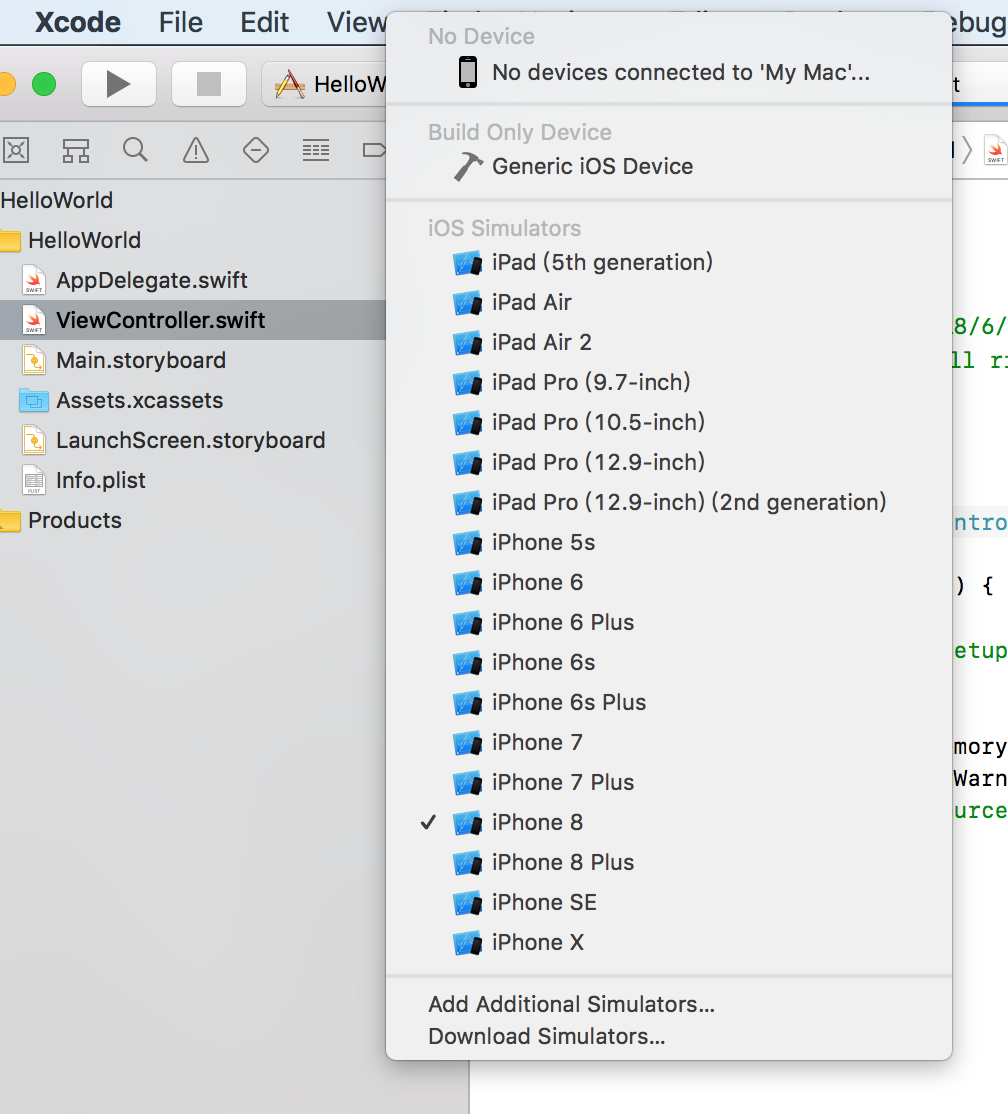 Xcode File Edit View
HelloW
No Device
No devices connected to 'My Mac'...
Build Only Device
Generic iOS Device
iOS Simulators
iPad (5th generation)
iPad Air
iPad Air 2
iPad Pro (9.7-inch)
iPad Pro (10.5-inch)
iPad Pro (12.9-inch)
iPad Pro (12.9-inch) (2nd generation)
iPhone 5s
iPhone 6
iPhone 6 Plus
iPhone 6s
iPhone 6s Plus
iPhone 7
iPhone 7 Plus
iPhone 8
iPhone 8 Plus
iPhone SE
iPhone X
Add Additional Simulators...
Download Simulators...
HelloWorld
HelloWorld
AppDelegate.swift
ViewController.swift
Main.storyboard
Assets.xcassets
LaunchScreen.storyboard
Info.plist
Products
ebug
t
8/6/
ll ri
ntro
) {
etup
mory
Warn
urce